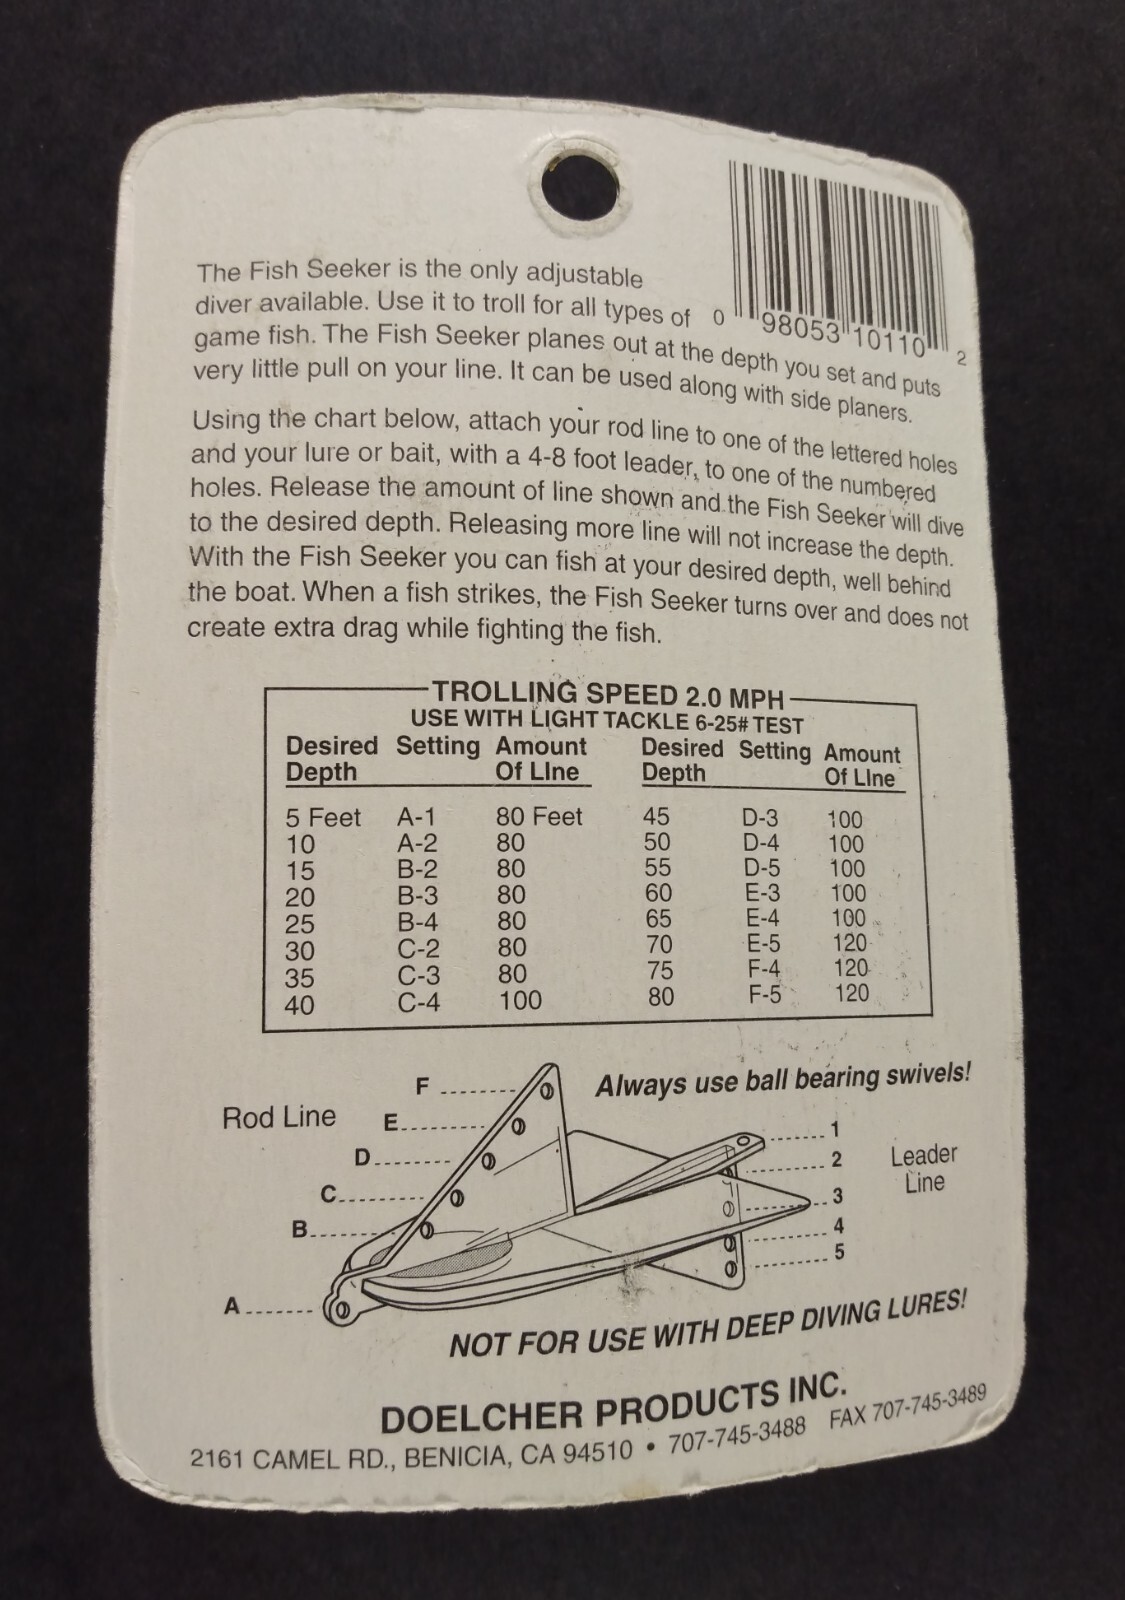 The Fish Seeker is the only adjustable
diver available. Use it to troll for all types of
game fish. The Fish Seeker planes out at the depth you set and puts
very little pull on your line. It can be used along with side planers.
0 98053 10110 2
Using the chart below, attach your rod line to one of the lettered holes
and your lure or bait, with a 4-8 foot leader, to one of the numbered
holes. Release the amount of line shown and the Fish Seeker will dive
to the desired depth. Releasing more line will not increase the depth.
With the Fish Seeker you can fish at your desired depth, well behind
the boat. When a fish strikes, the Fish Seeker turns over and does not
create extra drag while fighting the fish.
TROLLING SPEED 2.0 MPH
USE WITH LIGHT TACKLE 6-25# TEST
Desired Setting Amount Desired Setting Amount
Depth Of LIne Depth Of LIne
5 Feet A-1 80 Feet 45 D-3 100
10 A-2 80 50 D-4 100
15 B-2 80 55 D-5 100
20 B-3 80 60 E-3 100
25 B-4 80 65 E-4 100
30 C-2 80 70 E-5 120
35 C-3 80 75 F-4 120
40 C-4 100 80 F-5 120
Always use ball bearing swivels!
Rod Line
F
E
D
C
B
A
1
2
3
4
5
Leader
Line
NOT FOR USE WITH DEEP DIVING LURES!
DOELCHER PRODUCTS INC.
2161 CAMEL RD., BENICIA, CA 94510 • 707-745-3488 FAX 707-745-3489